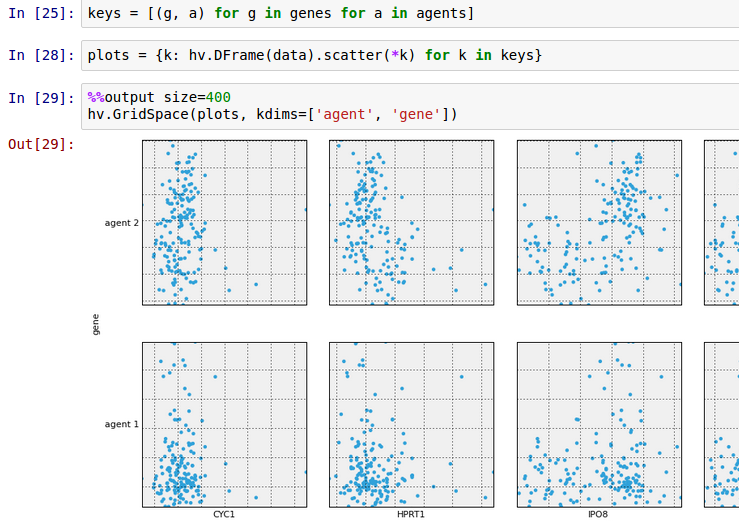 In [25]: keys = [(g, a) for g in genes for a in agents]
In [28]: plots = {k: hv.DFrame(data).scatter(*k) for k in keys}
In [29]: %%output size=400
hv.GridSpace(plots, kdims=['agent', 'gene'])
Out[29]:
agent 2
gene
agent 1
CYC1 HPRT1 IPO8